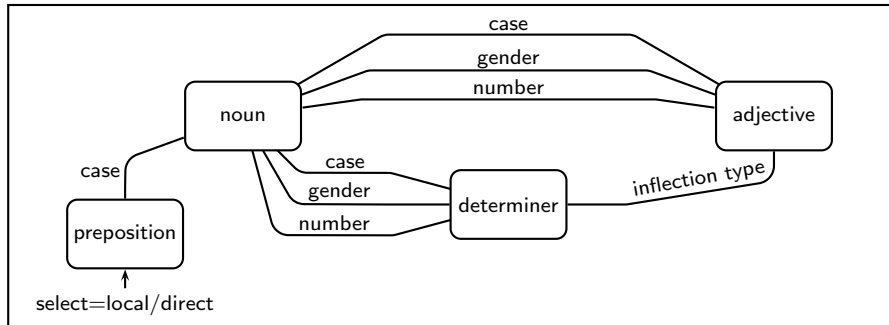 case
gender
number
noun
adjective
case
case
inflection type
gender
determiner
number
preposition
select=local/direct